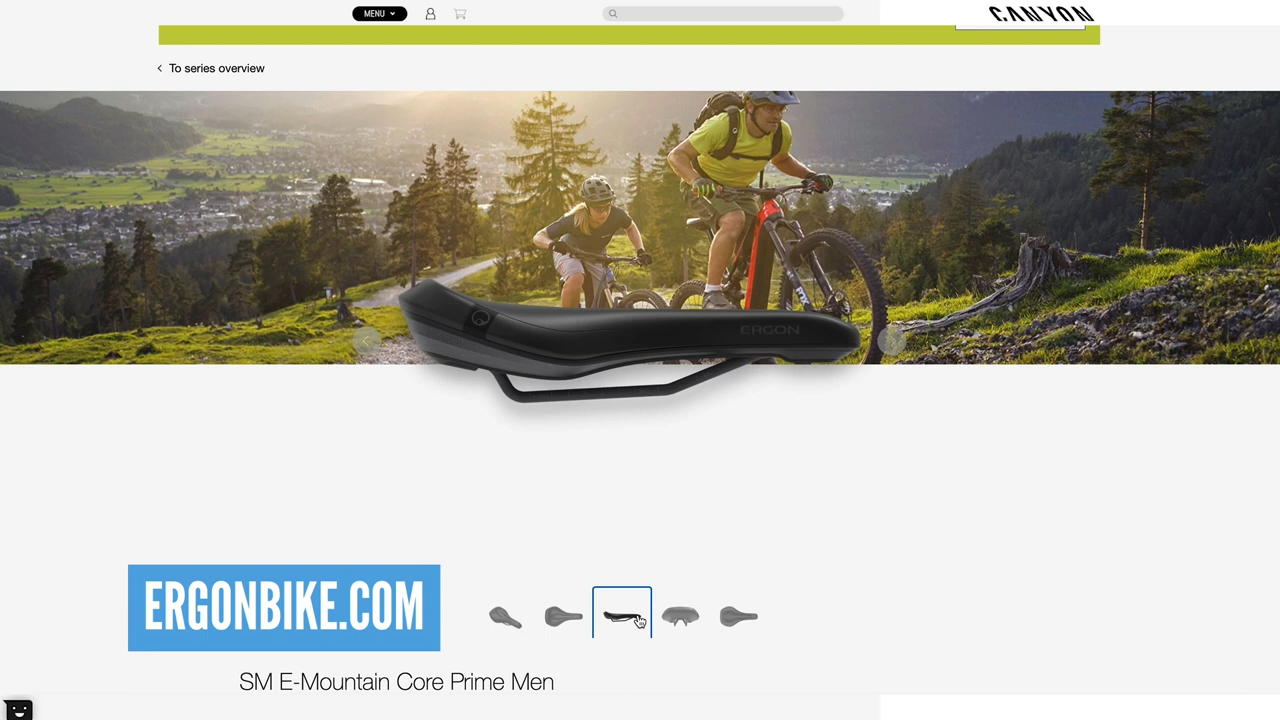 MENU
CANYON
To series overview
ERGON
ERGONBIKE.COM
SM E-Mountain Core Prime Men